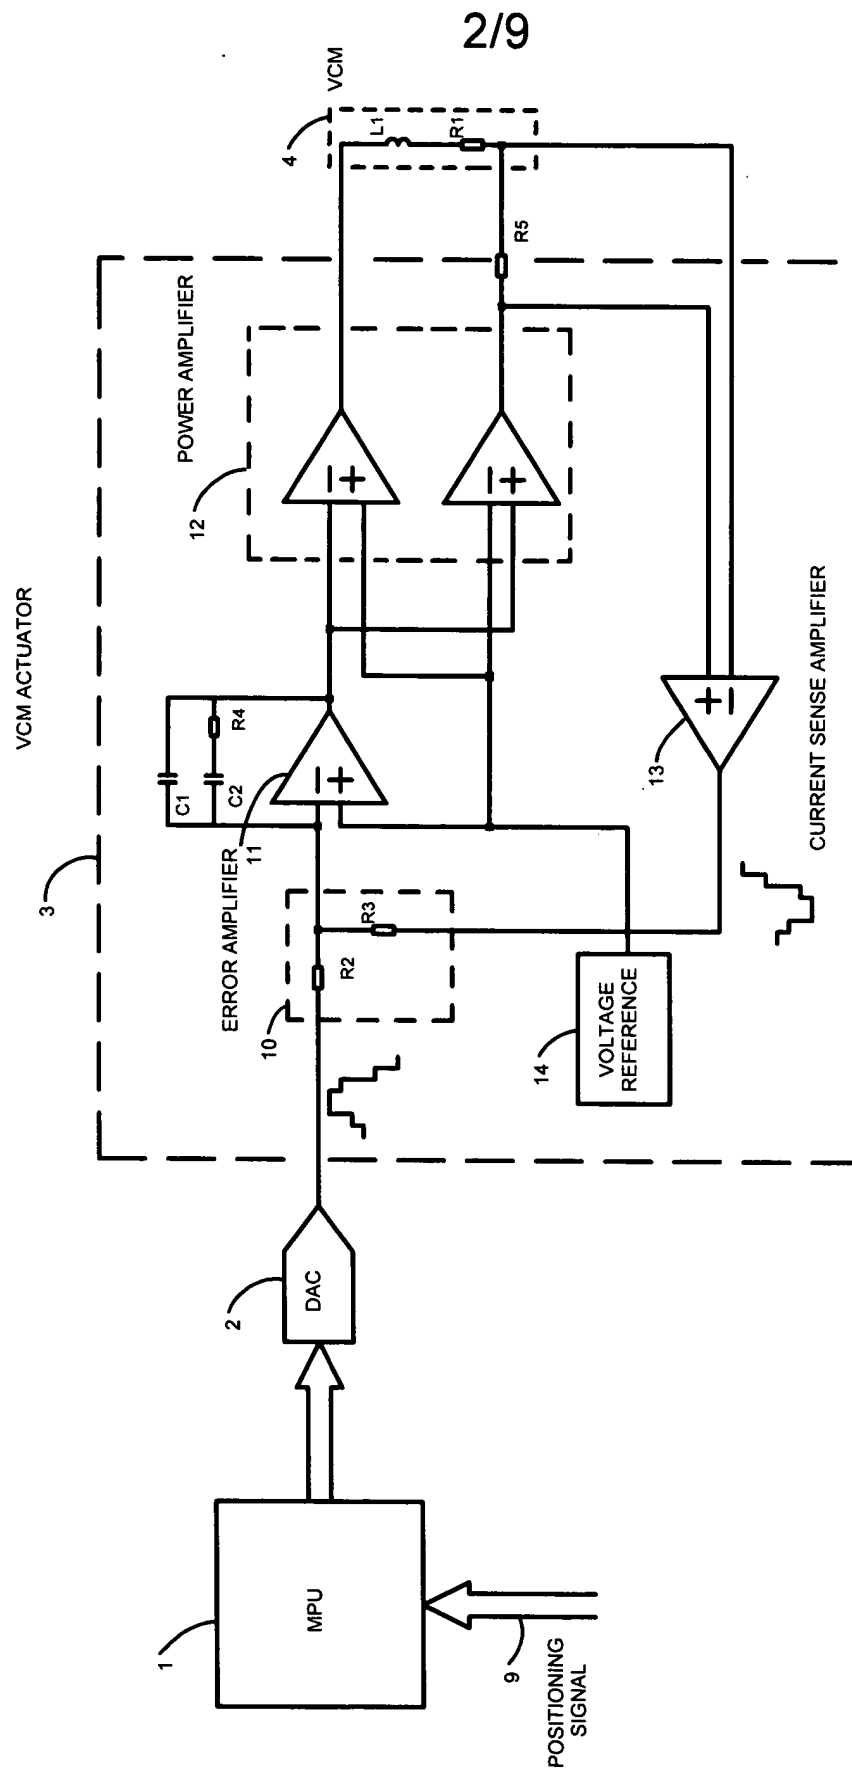 2/9
VCM ACTUATOR
3
POWER AMPLIFIER
12
4
VCM
L1
R1
R5
C1
R4
C2
11
ERROR AMPLIFIER
10
R2
R3
13
CURRENT SENSE AMPLIFIER
14
VOLTAGE
REFERENCE
2
DAC
1
MPU
9
POSITIONING
SIGNAL